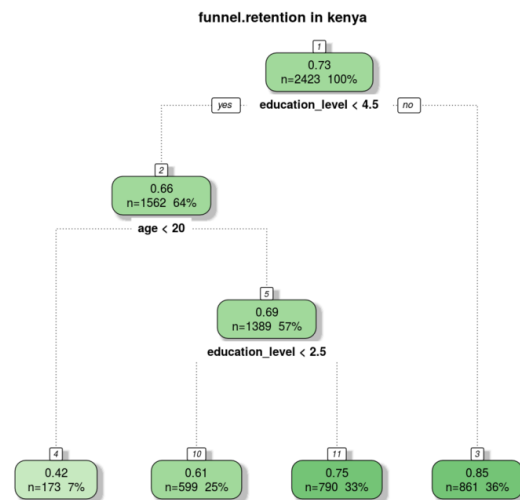 funnel.retention in kenya
1
0.73
n=2423 100%
yes education_level < 4.5 no
2
0.66
n=1562 64%
age < 20
5
0.69
n=1389 57%
education_level < 2.5
4 10 11 3
0.42 0.61 0.75 0.85
n=173 7% n=599 25% n=790 33% n=861 36%